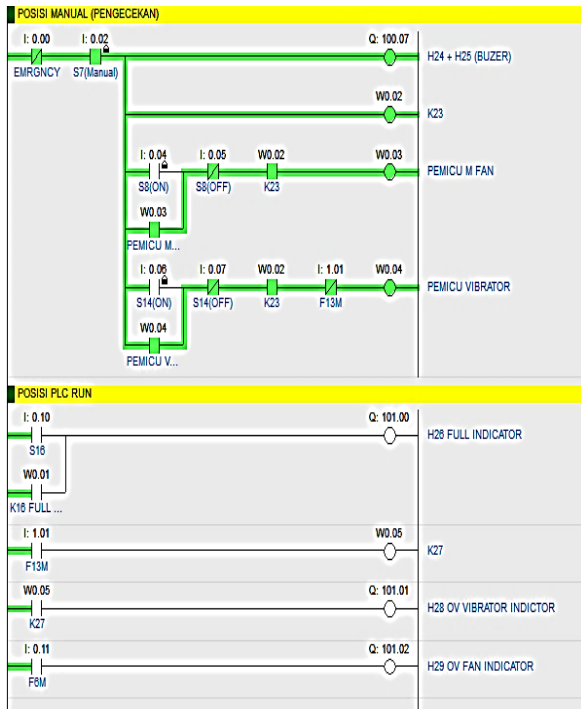 POSISI MANUAL (PENGECEKAN)
I: 0.00 I: 0.02 Q: 100.07
EMRGNCY S7(Manual) H24 + H25 (BUZER)
W0.02
K23
I: 0.04 I: 0.05 W0.02 W0.03
S8(ON) S8(OFF) K23 PEMICU M FAN
W0.03
PEMICU M...
I: 0.06 I: 0.07 W0.02 I: 1.01 W0.04
S14(ON) S14(OFF) K23 F13M PEMICU VIBRATOR
W0.04
PEMICU V...
POSISI PLC RUN
I: 0.10 Q: 101.00
S16 H26 FULL INDICATOR
W0.01
K16 FULL ...
I: 1.01 W0.05
F13M K27
W0.05 Q: 101.01
K27 H28 OV VIBRATOR INDICTOR
I: 0.11 Q: 101.02
F6M H29 OV FAN INDICATOR